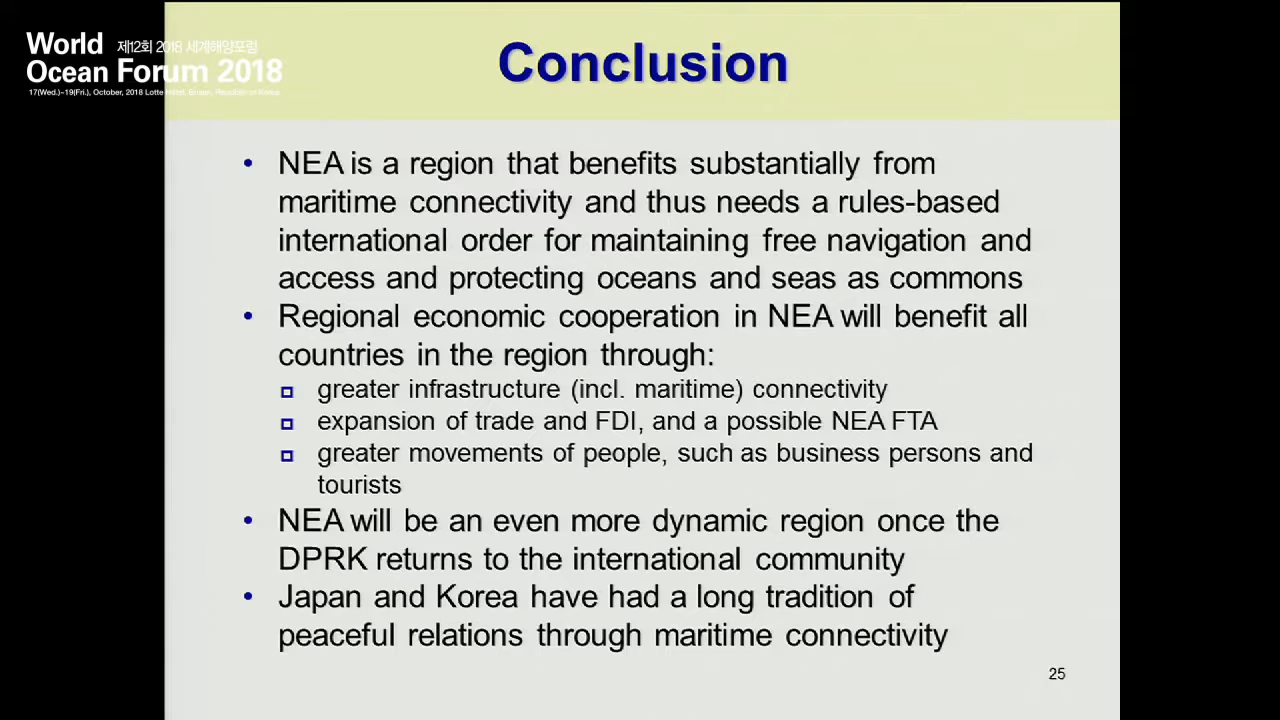 World 제12회 2018 세계해양포럼
Ocean Forum 2018
17(Wed.)~19(Fri.), October, 2018 Lotte Hotel, Busan, Republic of Korea
Conclusion
• NEA is a region that benefits substantially from
maritime connectivity and thus needs a rules-based
international order for maintaining free navigation and
access and protecting oceans and seas as commons
• Regional economic cooperation in NEA will benefit all
countries in the region through:
greater infrastructure (incl. maritime) connectivity
expansion of trade and FDI, and a possible NEA FTA
greater movements of people, such as business persons and
tourists
• NEA will be an even more dynamic region once the
DPRK returns to the international community
• Japan and Korea have had a long tradition of
peaceful relations through maritime connectivity
25